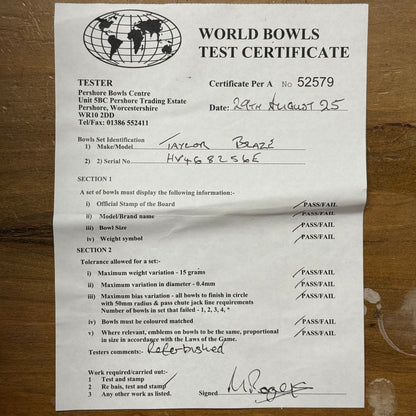 WORLD BOWLS
TEST CERTIFICATE
TESTER
Pershore Bowls Centre
Unit 5BC Pershore Trading Estate
Pershore, Worcestershire
WR10 2DD
Tel/Fax: 01386 552411
Certificate Per A No 52579
Date: 29TH AUGUST 25
Bowls Set Identification
1) Make/Model TAYLOR BLAZE
2) 2) Serial No HV468256E
SECTION 1
A set of bowls must display the following information:-
i) Official Stamp of the Board PASS/FAIL
ii) Model/Brand name PASS/FAIL
iii) Bowl Size PASS/FAIL
iv) Weight symbol PASS/FAIL
SECTION 2
Tolerance allowed for a set:-
i) Maximum weight variation - 15 grams PASS/FAIL
ii) Maximum variation in diameter - 0.4mm PASS/FAIL
iii) Maximum bias variation - all bowls to finish in circle
with 50mm radius & pass chute jack line requirements PASS/FAIL
Number of bowls in set that failed - 1, 2, 3, 4, *
iv) Bowls must be coloured matched PASS/FAIL
v) Where relevant, emblems on bowls to be the same, proportional
in size in accordance with the Laws of the Game. PASS/FAIL
Testers comments:- Refurbished
Work required/carried out:-
1 Test and stamp
2 Re bais, test and stamp
3 Any other work as listed.
Signed M Rogers